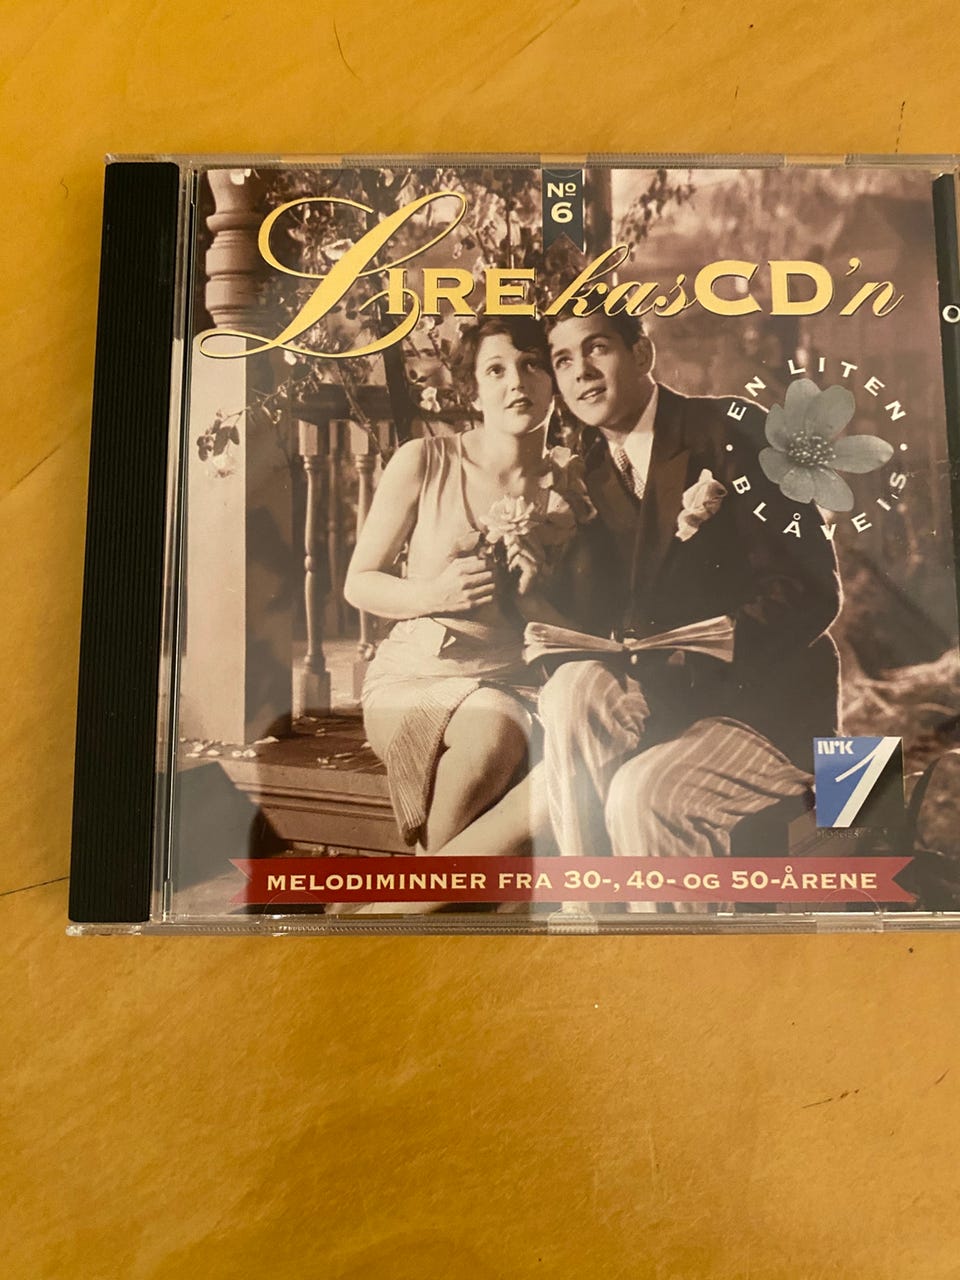 Nº
6
LIREkasCD'n
EN LITEN
BLÅVEIS
NRK
1
MELODIMINNER FRA 30-, 40- OG 50-ÅRENE